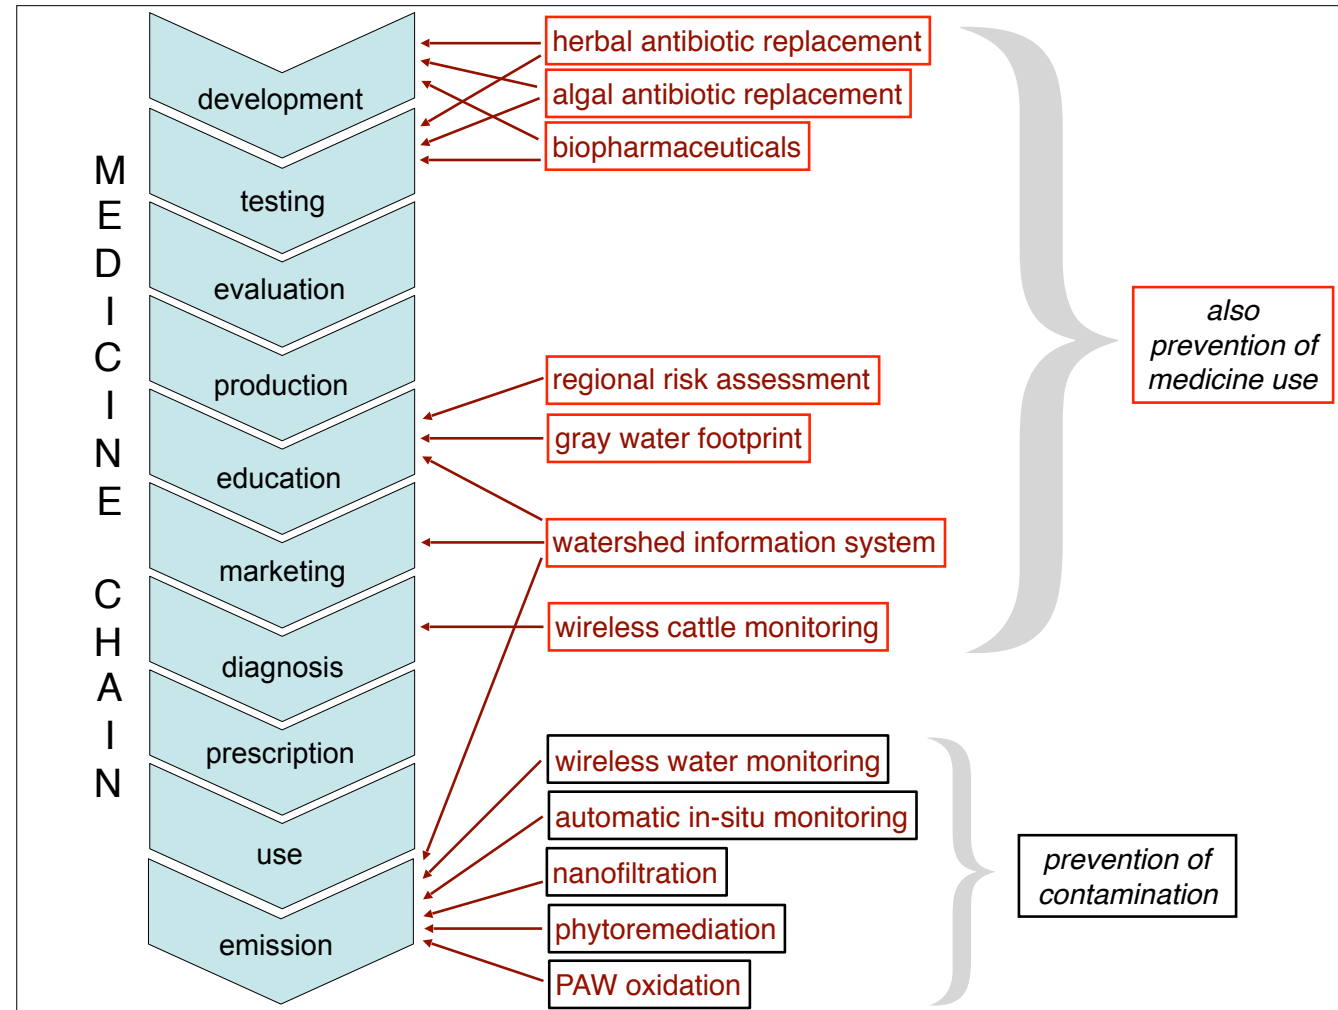 MEDICINE CHAIN
development
testing
evaluation
production
education
marketing
diagnosis
prescription
use
emission
herbal antibiotic replacement
algal antibiotic replacement
biopharmaceuticals
regional risk assessment
gray water footprint
watershed information system
wireless cattle monitoring
wireless water monitoring
automatic in-situ monitoring
nanofiltration
phytoremediation
PAW oxidation
also
prevention of
medicine use
prevention of
contamination